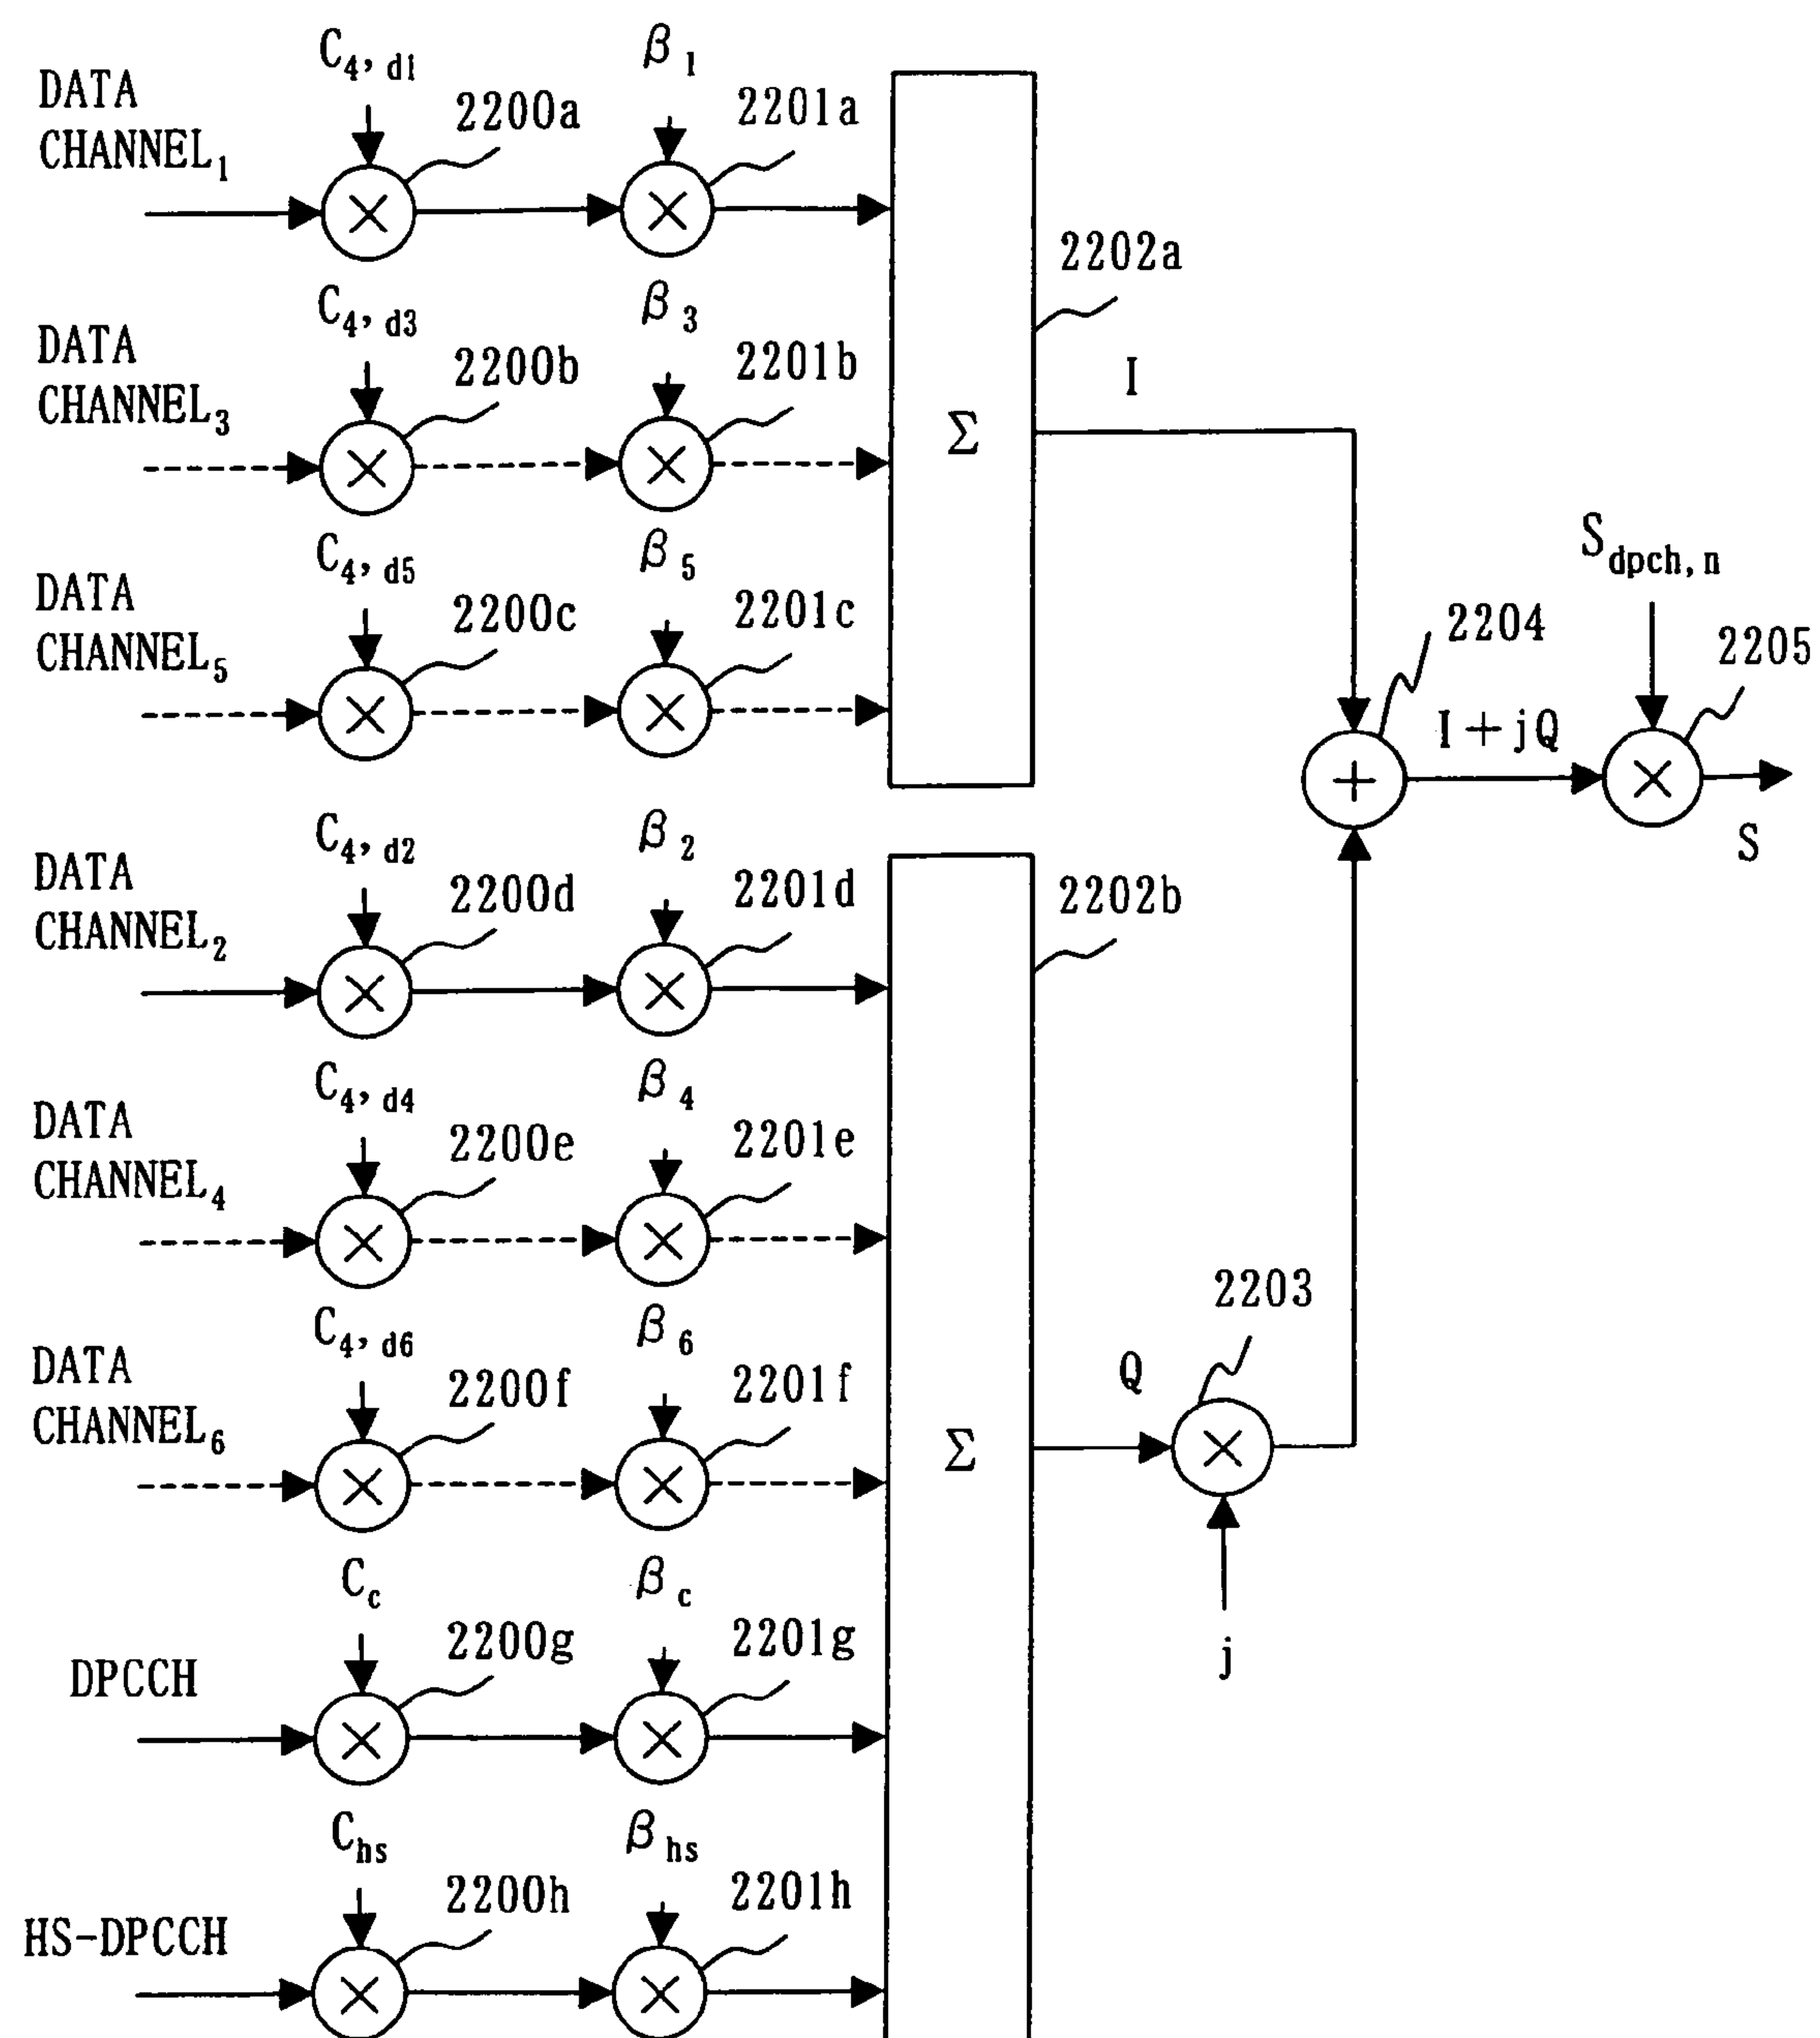 C4, d1
β1
DATA
CHANNEL1
2200a
2201a
2202a
C4, d3
β3
DATA
CHANNEL3
2200b
2201b
I
Σ
C4, d5
β5
DATA
CHANNEL5
2200c
2201c
Sdpch, n
2204
2205
I+jQ
S
C4, d2
β2
DATA
CHANNEL2
2200d
2201d
2202b
C4, d4
β4
DATA
CHANNEL4
2200e
2201e
2203
C4, d6
β6
DATA
CHANNEL6
2200f
2201f
Q
Σ
j
Cc
βc
DPCCH
2200g
2201g
Chs
βhs
HS-DPCCH
2200h
2201h